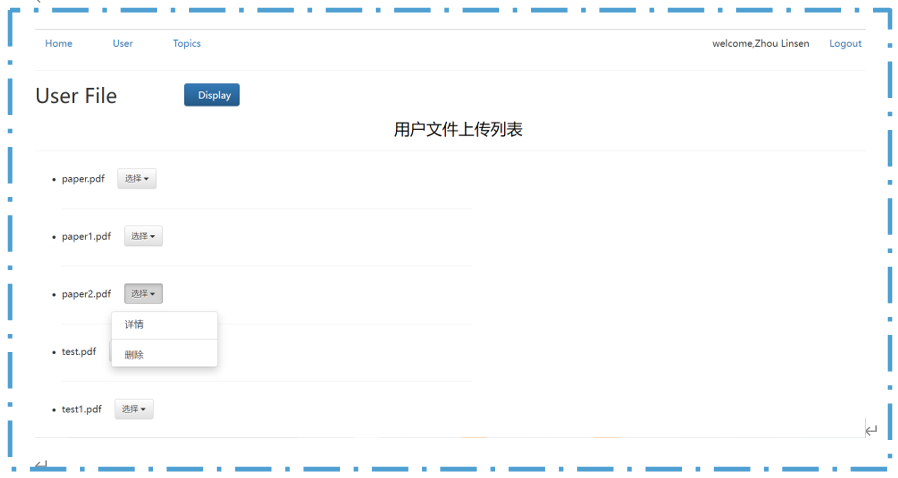 Home User Topics welcome,Zhou Linsen Logout
User File Display
用户文件上传列表
paper.pdf 选择
paper1.pdf 选择
paper2.pdf 选择
详情
test.pdf
删除
test1.pdf 选择